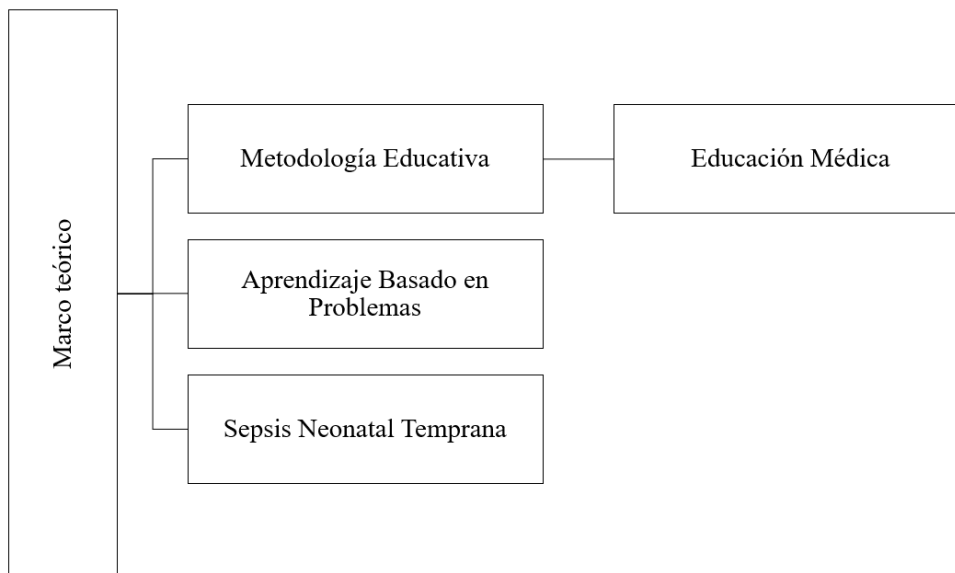 Marco teórico
Metodología Educativa
Educación Médica
Aprendizaje Basado en
Problemas
Sepsis Neonatal Temprana